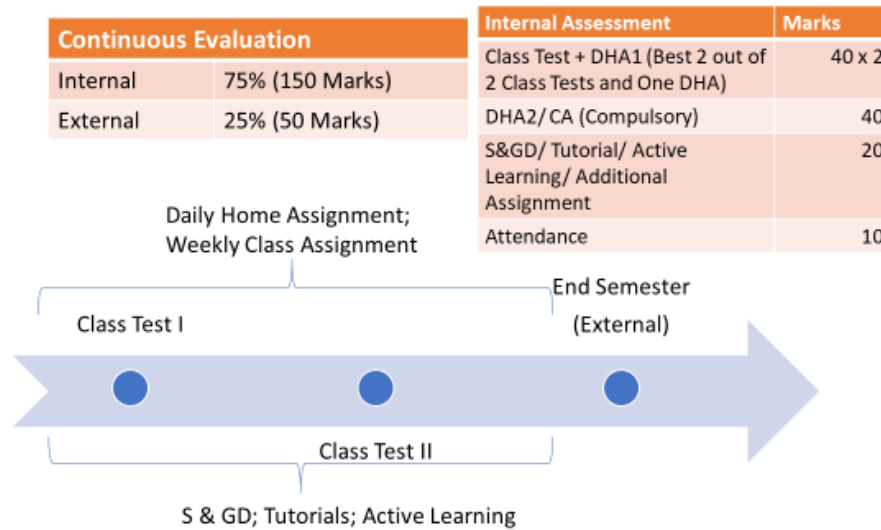 Continuous Evaluation
Internal 75% (150 Marks)
External 25% (50 Marks)
Internal Assessment Marks
Class Test + DHA1 (Best 2 out of 40 x 2
2 Class Tests and One DHA)
DHA2/ CA (Compulsory) 40
S&GD/ Tutorial/ Active 20
Learning/ Additional
Assignment
Attendance 10
Daily Home Assignment;
Weekly Class Assignment
End Semester
(External)
Class Test I
Class Test II
S & GD; Tutorials; Active Learning